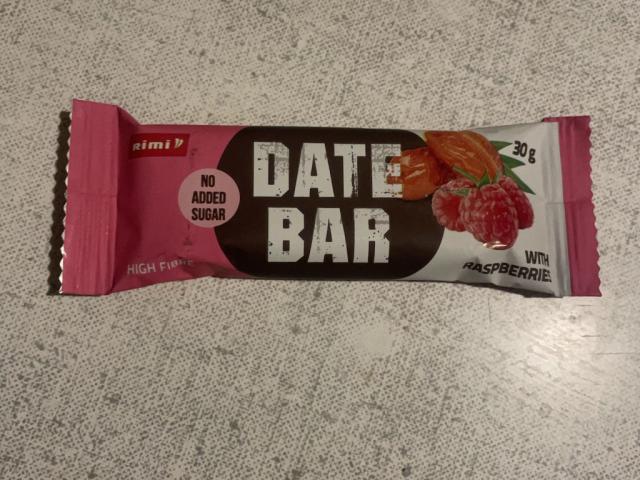 Rimi
NO
ADDED
SUGAR
HIGH FIBRE
DATE
BAR
30 g
WITH
RASPBERRIES